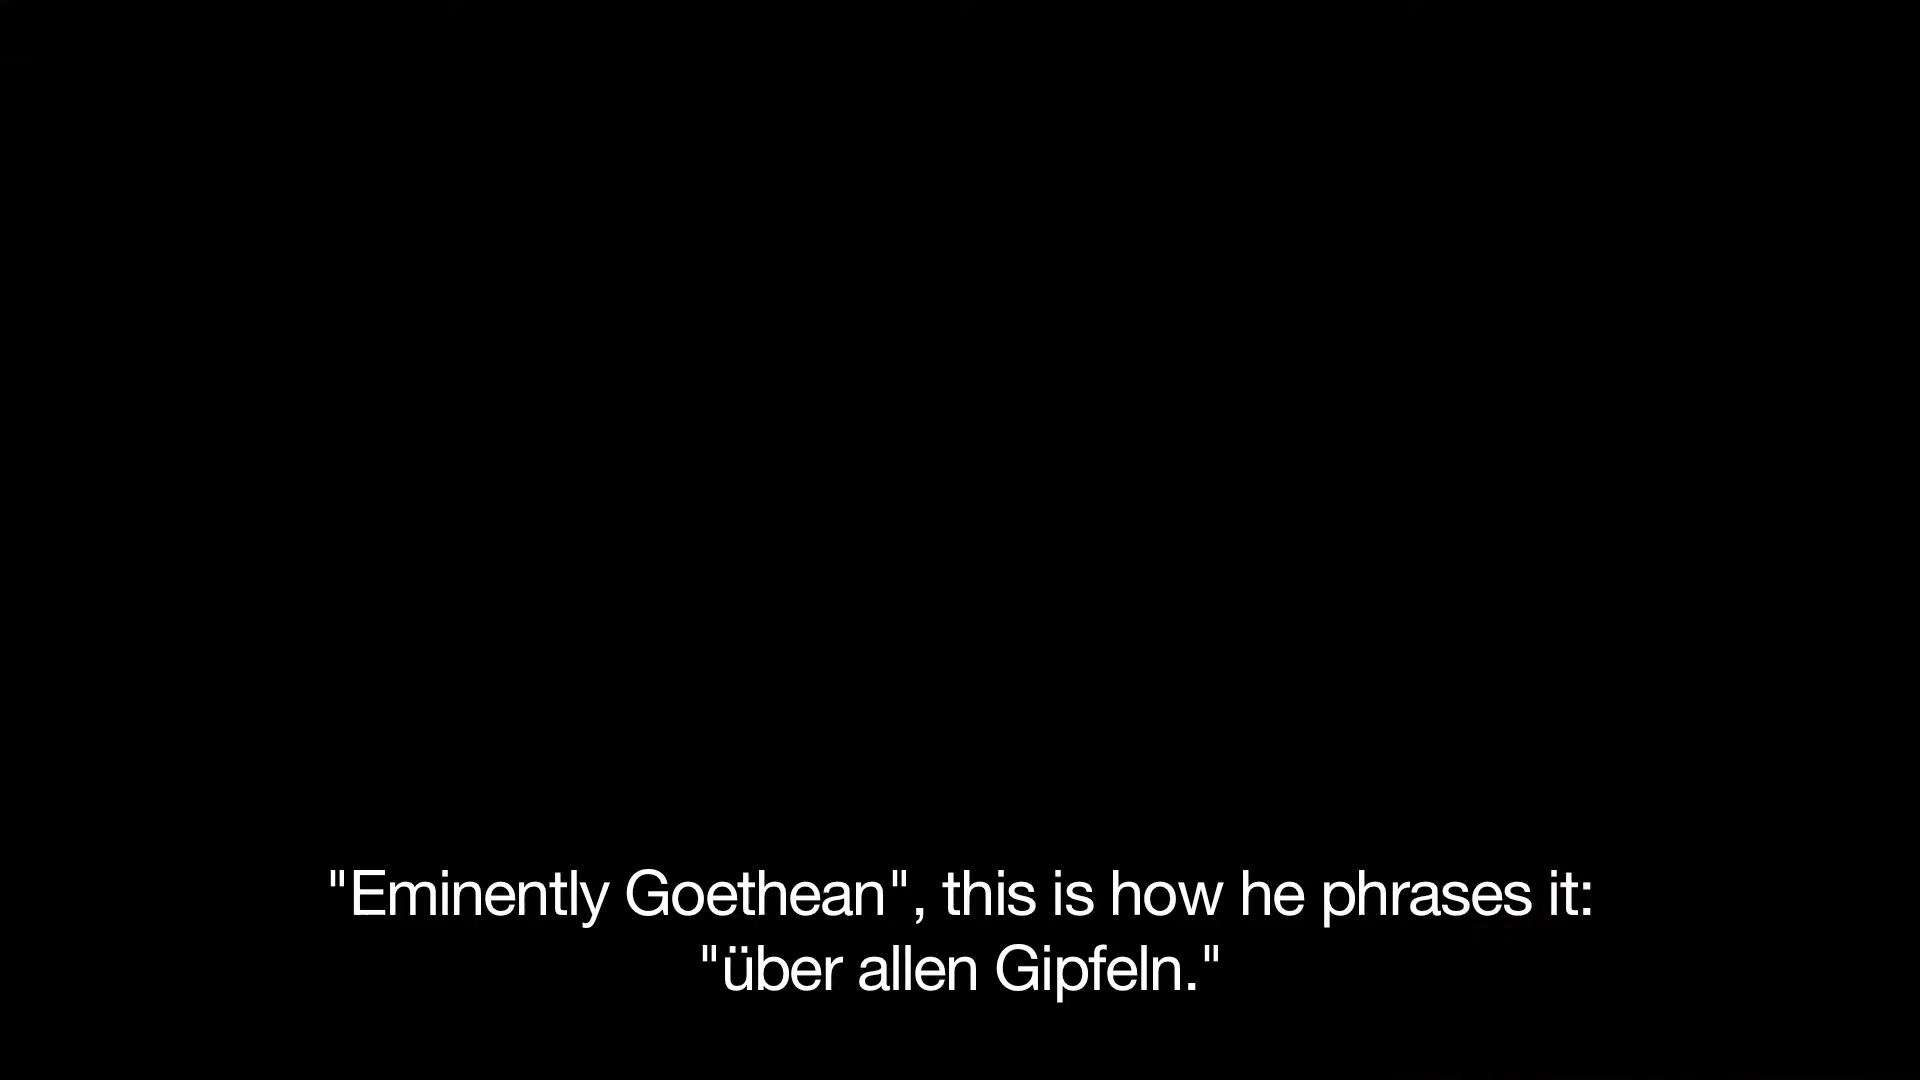 "Eminently Goethean", this is how he phrases it:
"über allen Gipfeln."